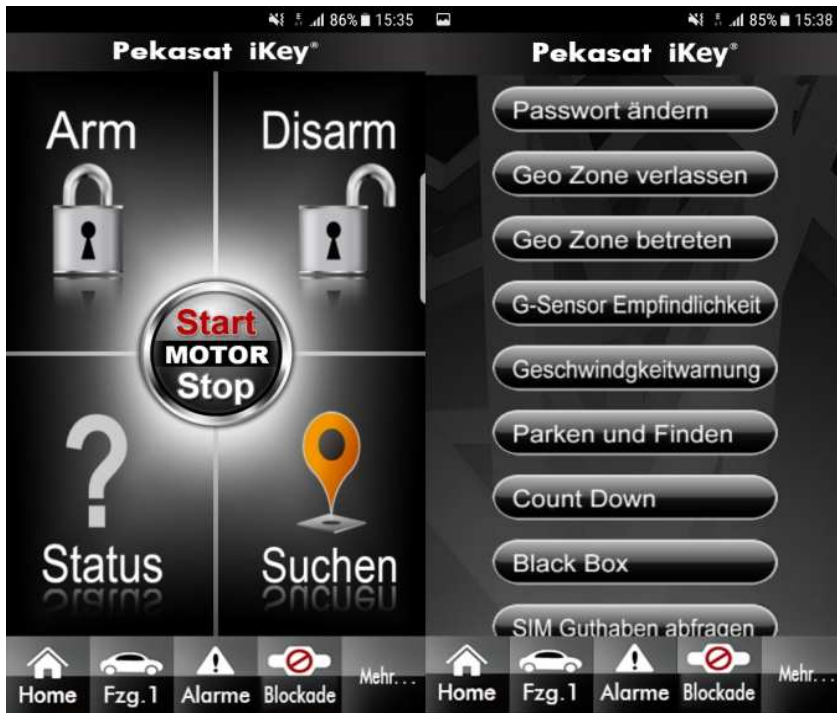 86% 15:35
Pekasat iKey®
Arm
Disarm
Start
MOTOR
Stop
Status
Suchen
Home
Fzg.1
Alarme
Blockade
Mehr...
85% 15:38
Pekasat iKey®
Passwort ändern
Geo Zone verlassen
Geo Zone betreten
G-Sensor Empfindlichkeit
Geschwindgkeitwarnung
Parken und Finden
Count Down
Black Box
SIM Guthaben abfragen
Home
Fzg.1
Alarme
Blockade
Mehr...